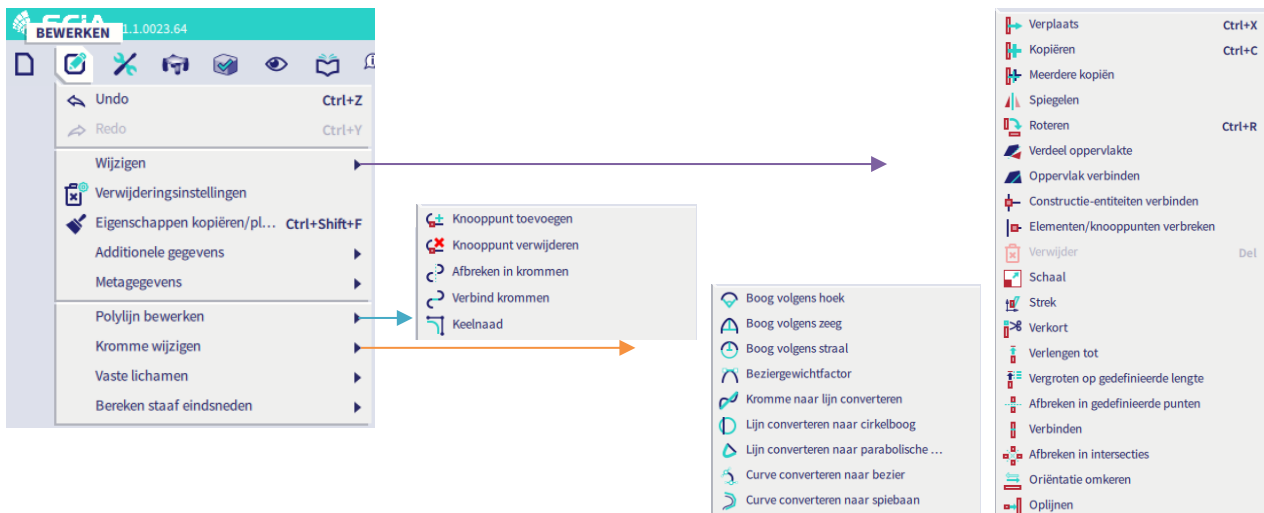 SCIA
BEWERKEN 1.1.0023.64
Undo Ctrl+Z
Redo Ctrl+Y
Wijzigen
Verwijderingsinstellingen
Eigenschappen kopiëren/pl... Ctrl+Shift+F
Additionele gegevens
Metagegevens
Polylijn bewerken
Kromme wijzigen
Vaste lichamen
Bereken staaf eindsneden
Knooppunt toevoegen
Knooppunt verwijderen
Afbreken in krommen
Verbind krommen
Keelnaad
Boog volgens hoek
Boog volgens zeeg
Boog volgens straal
Beziergewichtfactor
Kromme naar lijn converteren
Lijn converteren naar cirkelboog
Lijn converteren naar parabolische ...
Curve converteren naar bezier
Curve converteren naar spiebaan
Verplaats Ctrl+X
Kopiëren Ctrl+C
Meerdere kopiën
Spiegelen
Roteren Ctrl+R
Verdeel oppervlakte
Oppervlak verbinden
Constructie-entiteiten verbinden
Elementen/knooppunten verbreken
Verwijder Del
Schaal
Strek
Verkort
Verlengen tot
Vergroten op gedefinieerde lengte
Afbreken in gedefinieerde punten
Verbinden
Afbreken in intersecties
Oriëntatie omkeren
Oplijnen